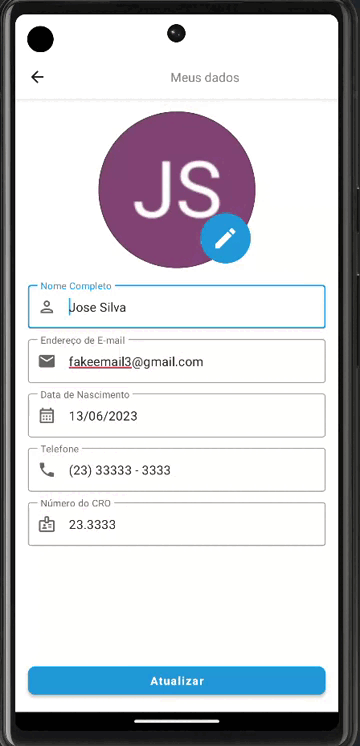 Meus dados
JS
Nome Completo
Jose Silva
Endereço de E-mail
fakeemail3@gmail.com
Data de Nascimento
13/06/2023
Telefone
(23) 33333 - 3333
Número do CRO
23.3333
Atualizar